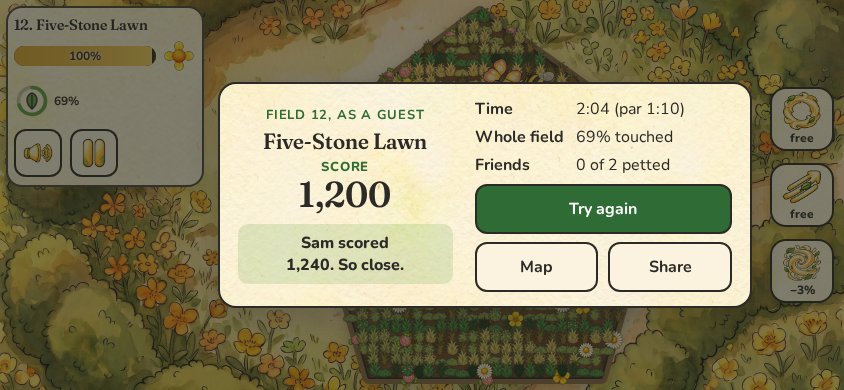 12. Five-Stone Lawn
100%
69%
FIELD 12, AS A GUEST
Five-Stone Lawn
SCORE
1,200
Sam scored
1,240. So close.
Time 2:04 (par 1:10)
Whole field 69% touched
Friends 0 of 2 petted
Try again
Map
Share
free
free
−3%